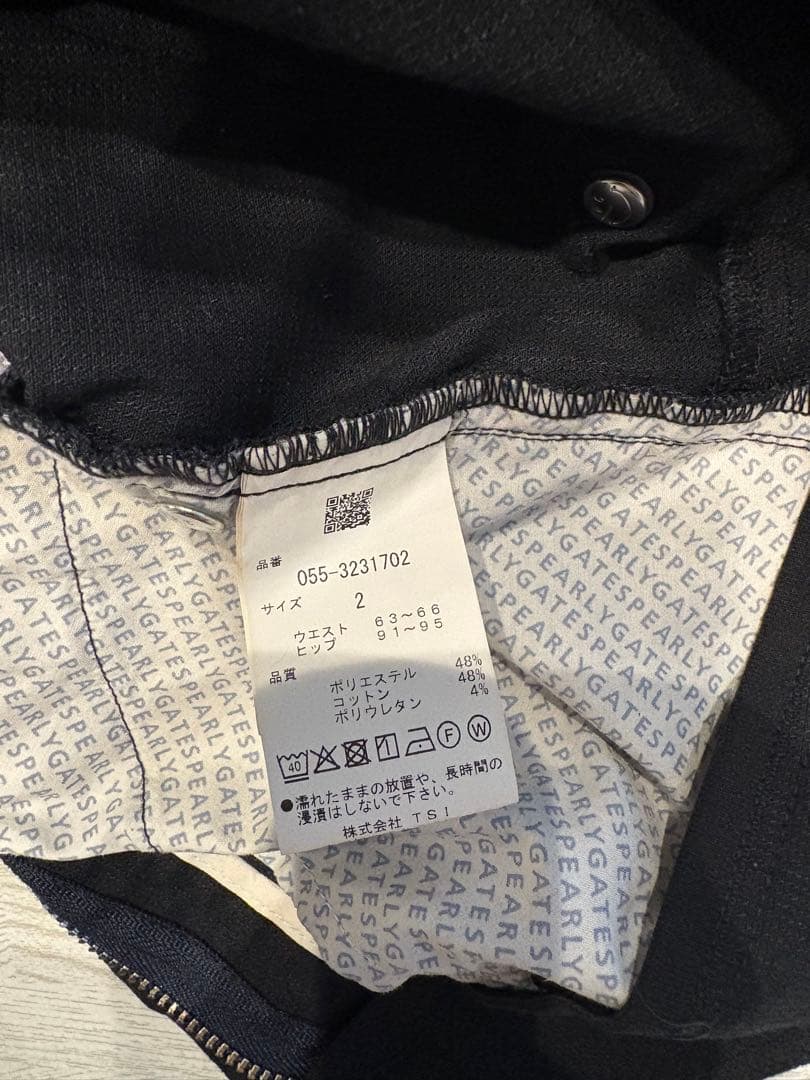 品番
055-3231702
サイズ 2
ウエスト 63～66
ヒップ 91～95
品質
ポリエステル 48%
コットン 48%
ポリウレタン 4%
40
F W
●濡れたままの放置や、長時間の
浸漬はしないで下さい。
株式会社 TSI
PEARLYGATES